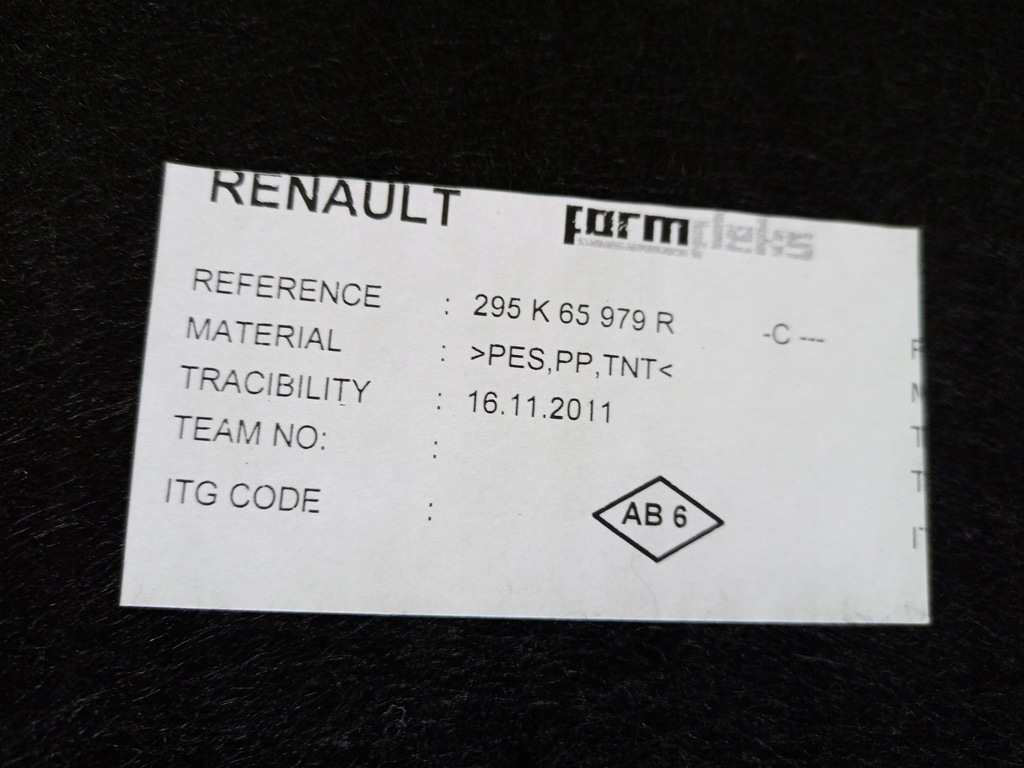 RENAULT formfleks
REFERENCE : 295 K 65 979 R -C ---
MATERIAL : >PES,PP,TNT<
TRACIBILITY : 16.11.2011
TEAM NO: :
ITG CODE : AB 6